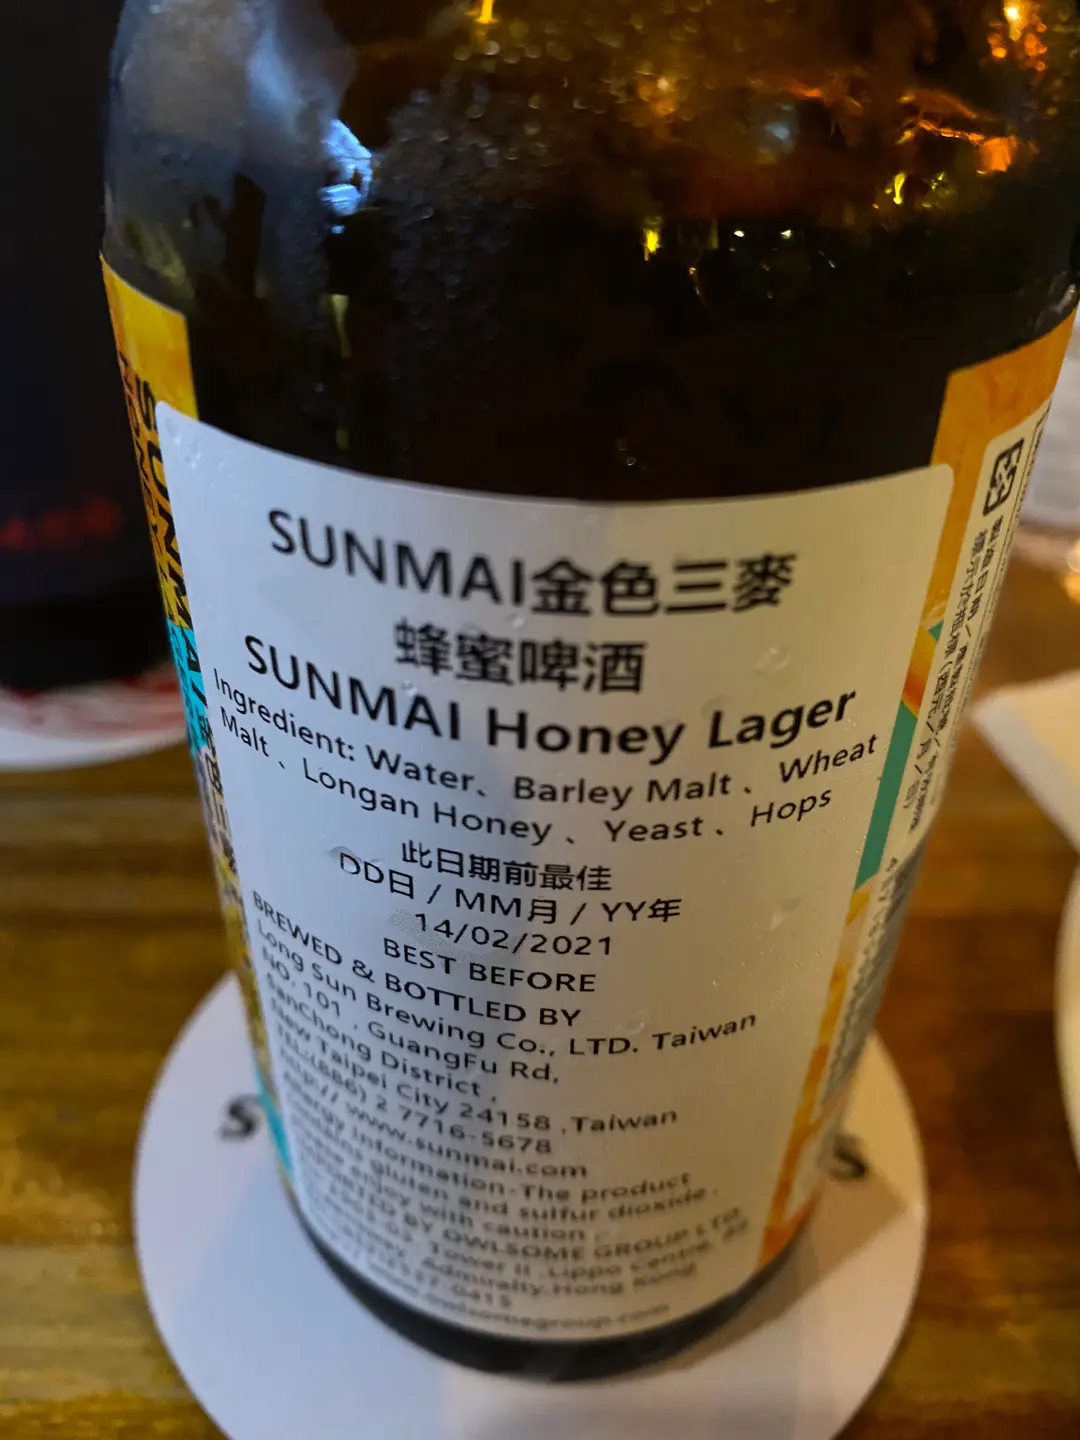 SUNMAI金色三麥
蜂蜜啤酒
SUNMAI Honey Lager
Ingredient: Water、Barley Malt 、Wheat
Malt 、Longan Honey 、Yeast 、Hops
此日期前最佳
DD日 / MM月 / YY年
14/02/2021
BEST BEFORE
BREWED & BOTTLED BY
Long Sun Brewing Co., LTD. Taiwan
NO. 101 , GuangFu Rd,
SanChong District ,
New Taipei City 24158 ,Taiwan
TEL:(886) 2 7716-5678
http:// www.sunmai.com
Allergy Information-The product
contains gluten and sulfur dioxide.
Please enjoy with caution
BY OWLSOME GROUP LTD
Tower II ,Lippo Centre, 89
Admiralty,Hong Kong
SUNMAI